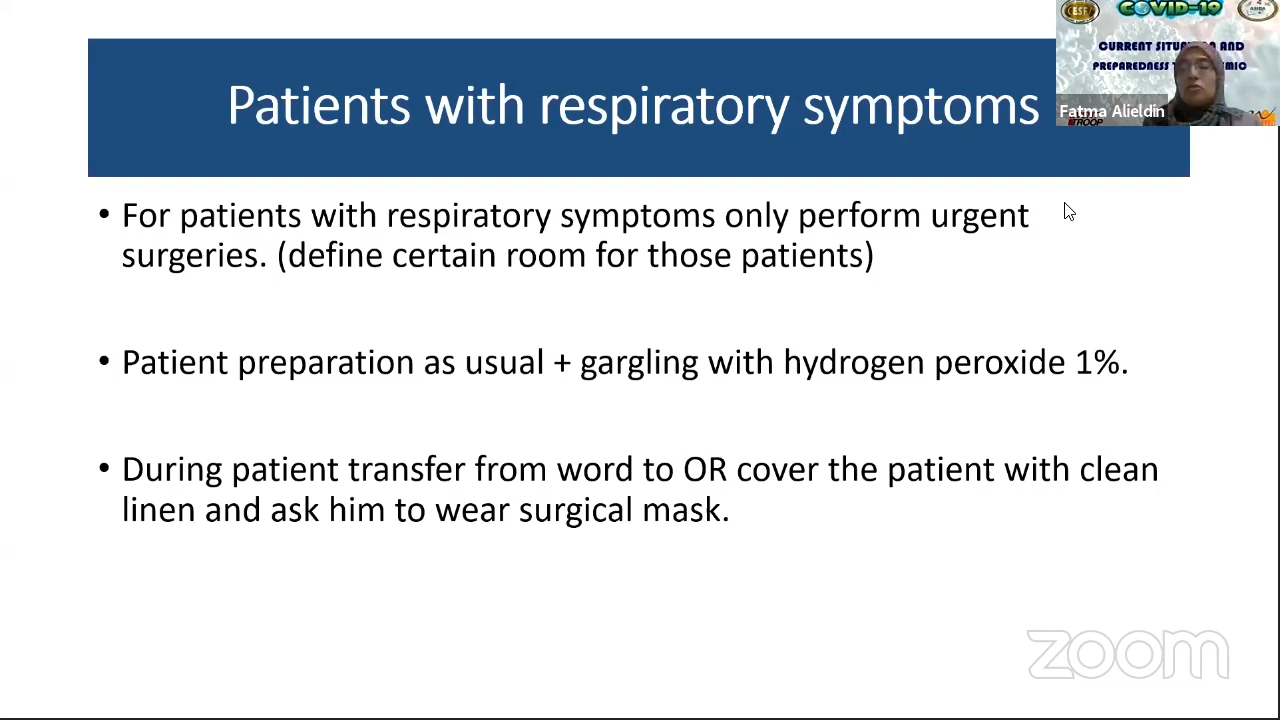 COVID-19
CURRENT SITUATION AND
PREPAREDNESS
Fatma Alieldin
Patients with respiratory symptoms
• For patients with respiratory symptoms only perform urgent
surgeries. (define certain room for those patients)
• Patient preparation as usual + gargling with hydrogen peroxide 1%.
• During patient transfer from word to OR cover the patient with clean
linen and ask him to wear surgical mask.
zoom